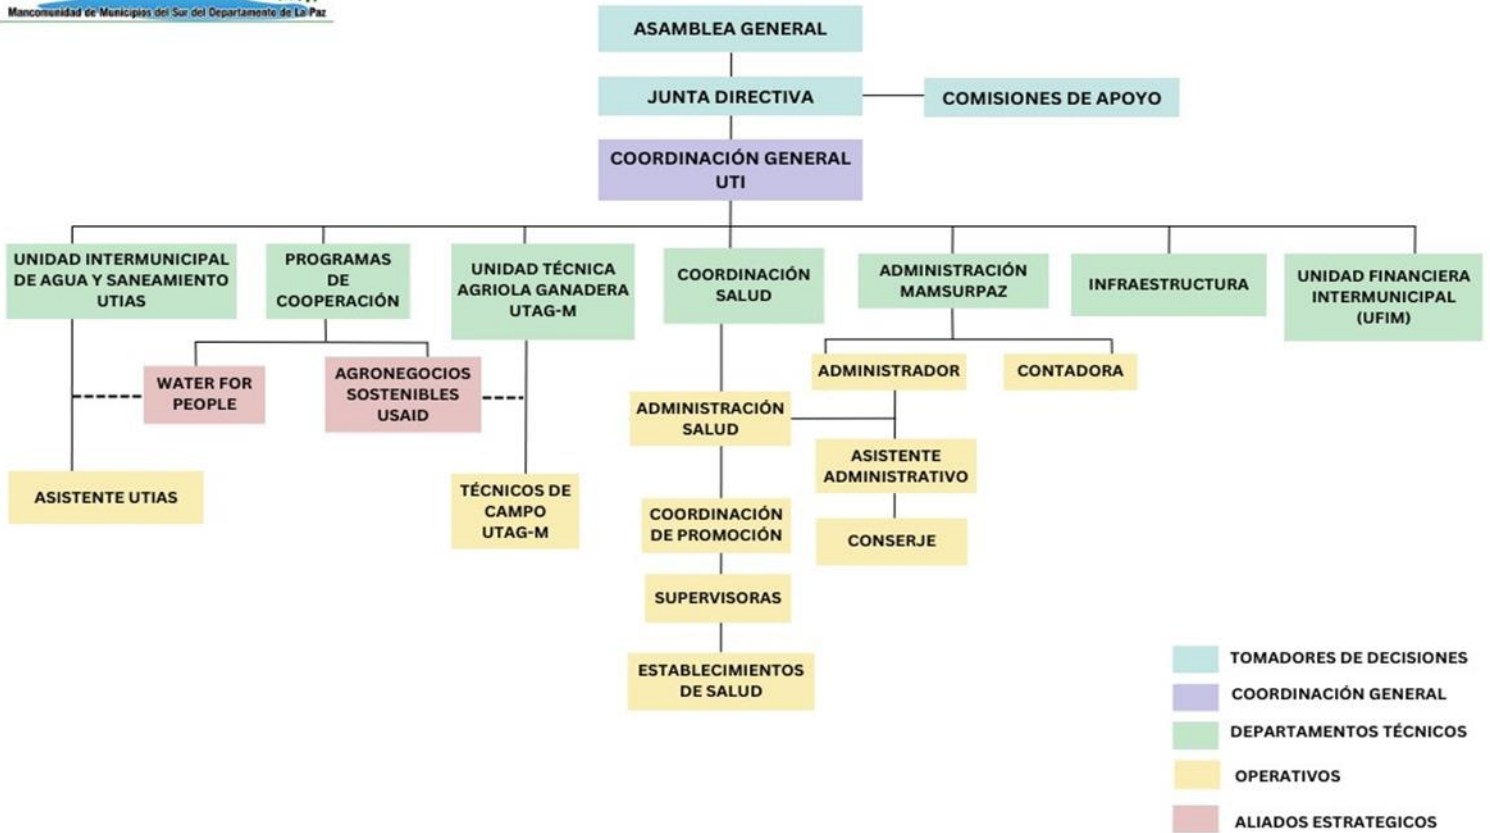 Mancomunidad de Municipios del Sur del Departamento de La Paz
ASAMBLEA GENERAL
JUNTA DIRECTIVA
COMISIONES DE APOYO
COORDINACIÓN GENERAL
UTI
UNIDAD INTERMUNICIPAL
DE AGUA Y SANEAMIENTO
UTIAS
PROGRAMAS
DE
COOPERACIÓN
UNIDAD TÉCNICA
AGRIOLA GANADERA
UTAG-M
COORDINACIÓN
SALUD
ADMINISTRACIÓN
MAMSURPAZ
INFRAESTRUCTURA
UNIDAD FINANCIERA
INTERMUNICIPAL
(UFIM)
WATER FOR
PEOPLE
AGRONEGOCIOS
SOSTENIBLES
USAID
ADMINISTRADOR
CONTADORA
ADMINISTRACIÓN
SALUD
ASISTENTE
ADMINISTRATIVO
ASISTENTE UTIAS
TÉCNICOS DE
CAMPO
UTAG-M
COORDINACIÓN
DE PROMOCIÓN
CONSERJE
SUPERVISORAS
ESTABLECIMIENTOS
DE SALUD
TOMADORES DE DECISIONES
COORDINACIÓN GENERAL
DEPARTAMENTOS TÉCNICOS
OPERATIVOS
ALIADOS ESTRATEGICOS